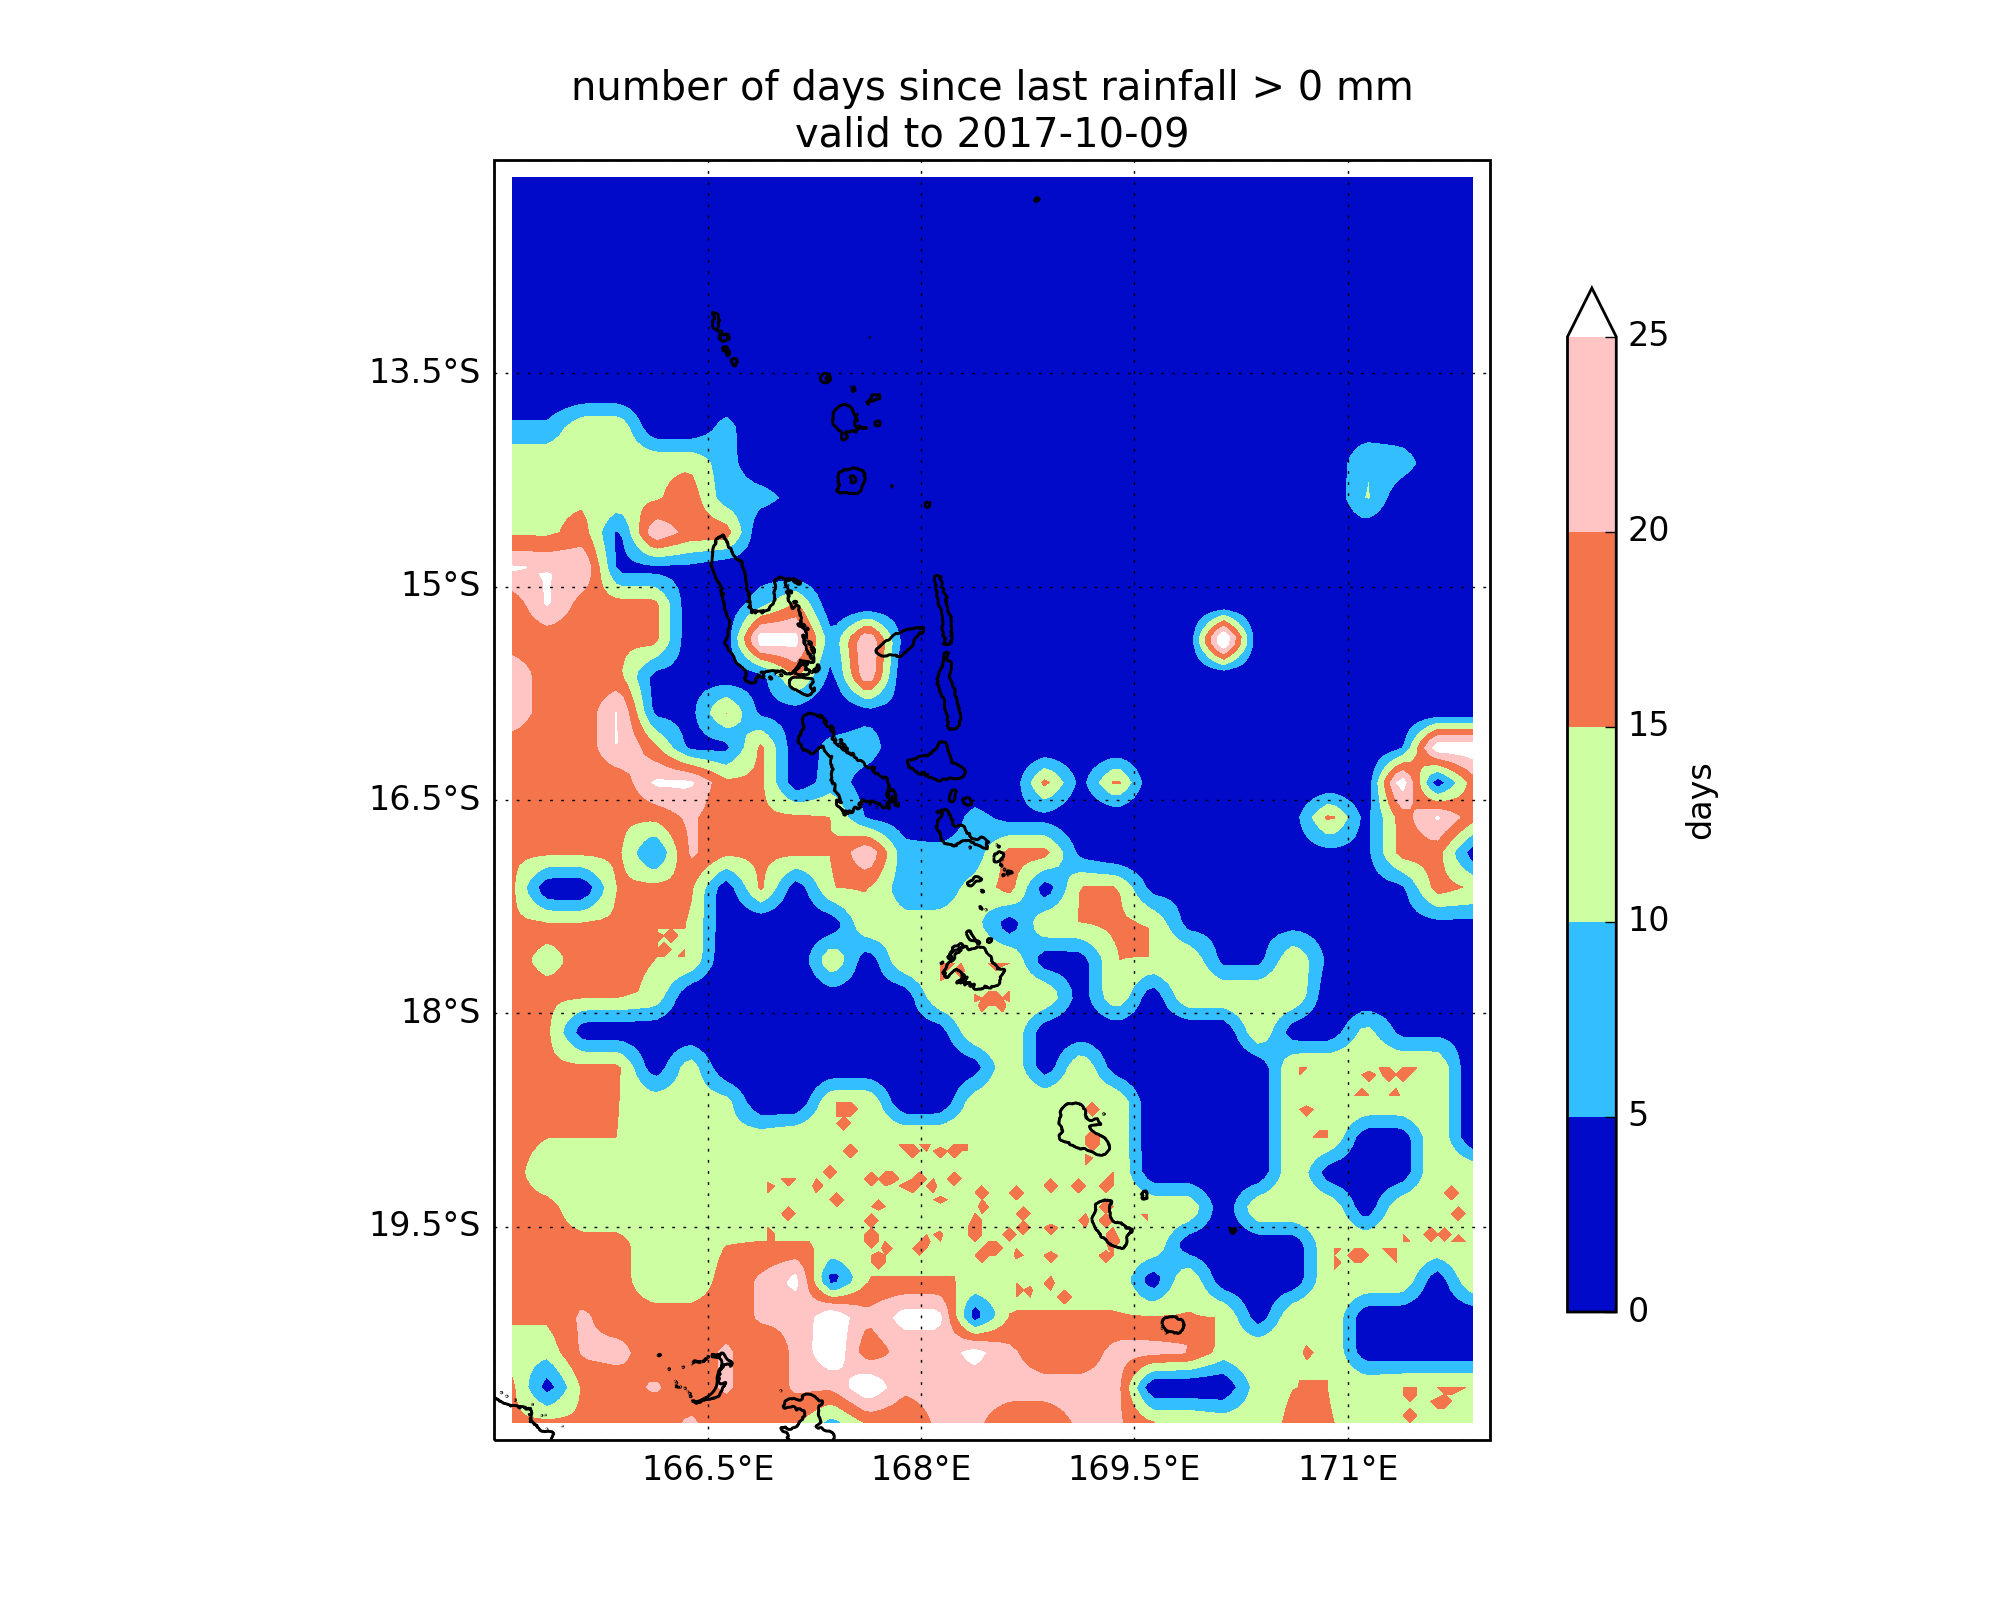 number of days since last rainfall > 0 mm
valid to 2017-10-09
13.5°S
15°S
16.5°S
18°S
19.5°S
166.5°E
168°E
169.5°E
171°E
25
20
15
10
5
0
days